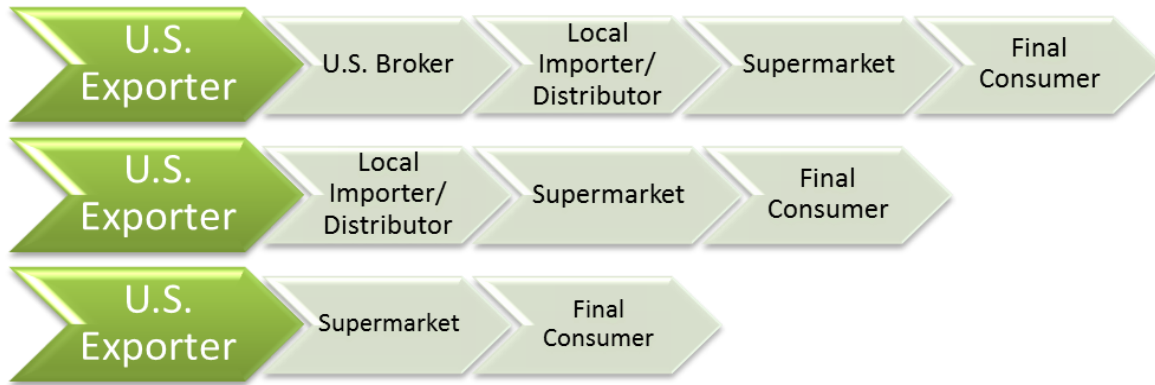 U.S.
Exporter
U.S. Broker
Local
Importer/
Distributor
Supermarket
Final
Consumer
U.S.
Exporter
Local
Importer/
Distributor
Supermarket
Final
Consumer
U.S.
Exporter
Supermarket
Final
Consumer